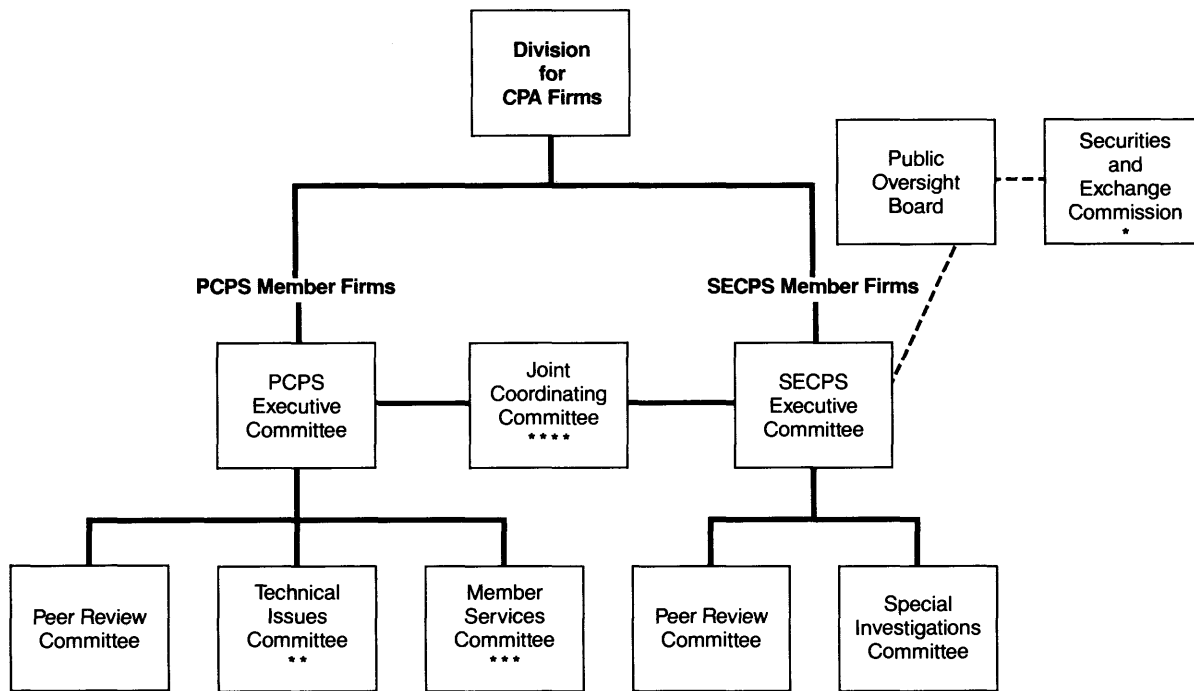 Division
for
CPA Firms
Public
Oversight
Board
Securities
and
Exchange
Commission
*
PCPS Member Firms
SECPS Member Firms
PCPS
Executive
Committee
Joint
Coordinating
Committee
* * * *
SECPS
Executive
Committee
Peer Review
Committee
Technical
Issues
Committee
* *
Member
Services
Committee
* * *
Peer Review
Committee
Special
Investigations
Committee